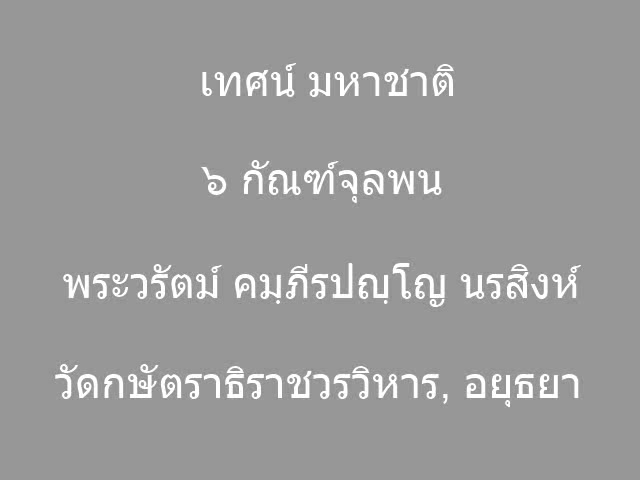 เทศน์ มหาชาติ
๖ กัณฑ์จุลพน
พระวรัตม์ คมฺภีรปญฺโญ นรสิงห์
วัดกษัตราธิราชวรวิหาร, อยุธยา